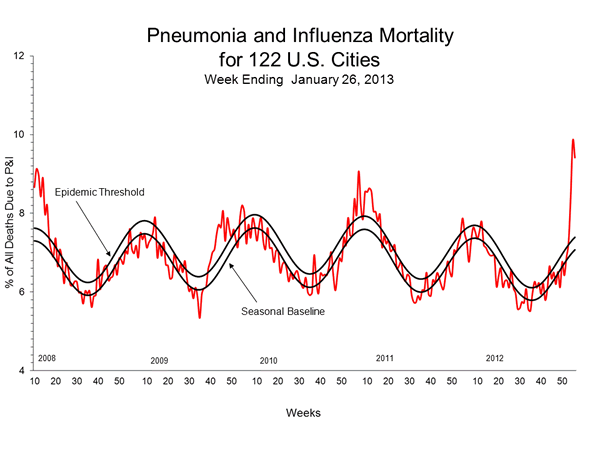 Pneumonia and Influenza Mortality
for 122 U.S. Cities
Week Ending January 26, 2013
% of All Deaths Due to P&I
12
10
8
6
4
Epidemic Threshold
Seasonal Baseline
2008 2009 2010 2011 2012
10 20 30 40 50 10 20 30 40 50 10 20 30 40 50 10 20 30 40 50 10 20 30 40 50
Weeks